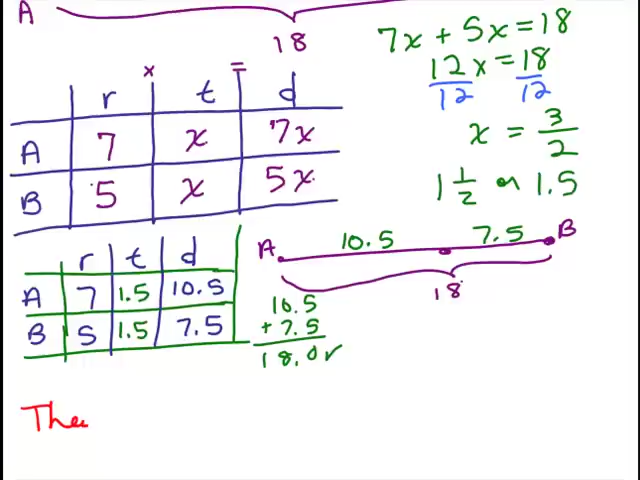 A
18
7x + 5x = 18
12x = 18
12 12
x = 3/2
1 1/2 or 1.5
x =
r t d
A 7 x 7x
B 5 x 5x
A 10.5 7.5 B
18
r t d
A 7 1.5 10.5
B 5 1.5 7.5
10.5
+ 7.5
18.0 ✓
The